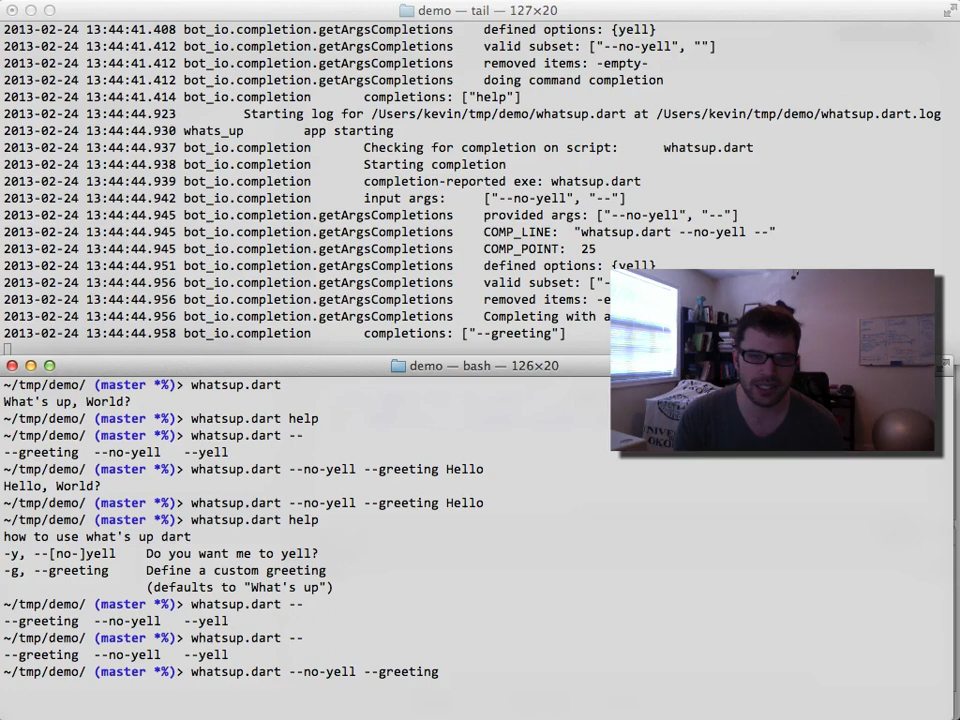 demo — tail — 127×20
2013-02-24 13:44:41.408 bot_io.completion.getArgsCompletions    defined options: {yell}
2013-02-24 13:44:41.412 bot_io.completion.getArgsCompletions    valid subset: ["--no-yell", ""]
2013-02-24 13:44:41.412 bot_io.completion.getArgsCompletions    removed items: -empty-
2013-02-24 13:44:41.412 bot_io.completion.getArgsCompletions    doing command completion
2013-02-24 13:44:41.414 bot_io.completion       completions: ["help"]
2013-02-24 13:44:44.923         Starting log for /Users/kevin/tmp/demo/whatsup.dart at /Users/kevin/tmp/demo/whatsup.dart.log
2013-02-24 13:44:44.930 whats_up        app starting
2013-02-24 13:44:44.937 bot_io.completion       Checking for completion on script:      whatsup.dart
2013-02-24 13:44:44.938 bot_io.completion       Starting completion
2013-02-24 13:44:44.939 bot_io.completion       completion-reported exe: whatsup.dart
2013-02-24 13:44:44.942 bot_io.completion       input args:     ["--no-yell", "--"]
2013-02-24 13:44:44.945 bot_io.completion.getArgsCompletions    provided args: ["--no-yell", "--"]
2013-02-24 13:44:44.945 bot_io.completion.getArgsCompletions    COMP_LINE:  "whatsup.dart --no-yell --"
2013-02-24 13:44:44.945 bot_io.completion.getArgsCompletions    COMP_POINT:  25
2013-02-24 13:44:44.951 bot_io.completion.getArgsCompletions    defined options: {yell}
2013-02-24 13:44:44.956 bot_io.completion.getArgsCompletions    valid subset: ["-
2013-02-24 13:44:44.956 bot_io.completion.getArgsCompletions    removed items: -e
2013-02-24 13:44:44.956 bot_io.completion.getArgsCompletions    Completing with a
2013-02-24 13:44:44.958 bot_io.completion       completions: ["--greeting"]
demo — bash — 126×20
~/tmp/demo/ (master *%)> whatsup.dart
What's up, World?
~/tmp/demo/ (master *%)> whatsup.dart help
~/tmp/demo/ (master *%)> whatsup.dart --
--greeting  --no-yell   --yell
~/tmp/demo/ (master *%)> whatsup.dart --no-yell --greeting Hello
Hello, World?
~/tmp/demo/ (master *%)> whatsup.dart --no-yell --greeting Hello
~/tmp/demo/ (master *%)> whatsup.dart help
how to use what's up dart
-y, --[no-]yell    Do you want me to yell?
-g, --greeting     Define a custom greeting
(defaults to "What's up")
~/tmp/demo/ (master *%)> whatsup.dart --
--greeting  --no-yell   --yell
~/tmp/demo/ (master *%)> whatsup.dart --
--greeting  --no-yell   --yell
~/tmp/demo/ (master *%)> whatsup.dart --no-yell --greeting